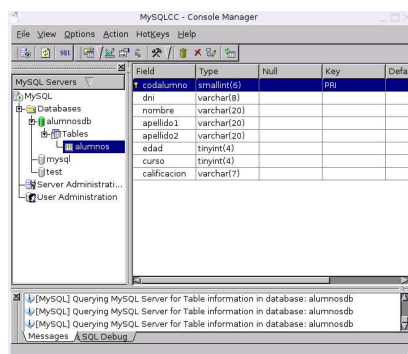 MySQLCC - Console Manager
File View Options Action HotKeys Help
SQL
MySQL Servers
MySQL
Databases
alumnosdb
Tables
alumnos
mysql
test
Server Administrati...
User Administration
Field Type Null Key Defa
codalumno smallint(6) PRI
dni varchar(8)
nombre varchar(20)
apellido1 varchar(20)
apellido2 varchar(20)
edad tinyint(4)
curso tinyint(4)
calificacion varchar(7)
[MySQL] Querying MySQL Server for Table information in database: alumnosdb
[MySQL] Querying MySQL Server for Table information in database: alumnosdb
[MySQL] Querying MySQL Server for Table information in database: alumnosdb
Messages SQL Debug